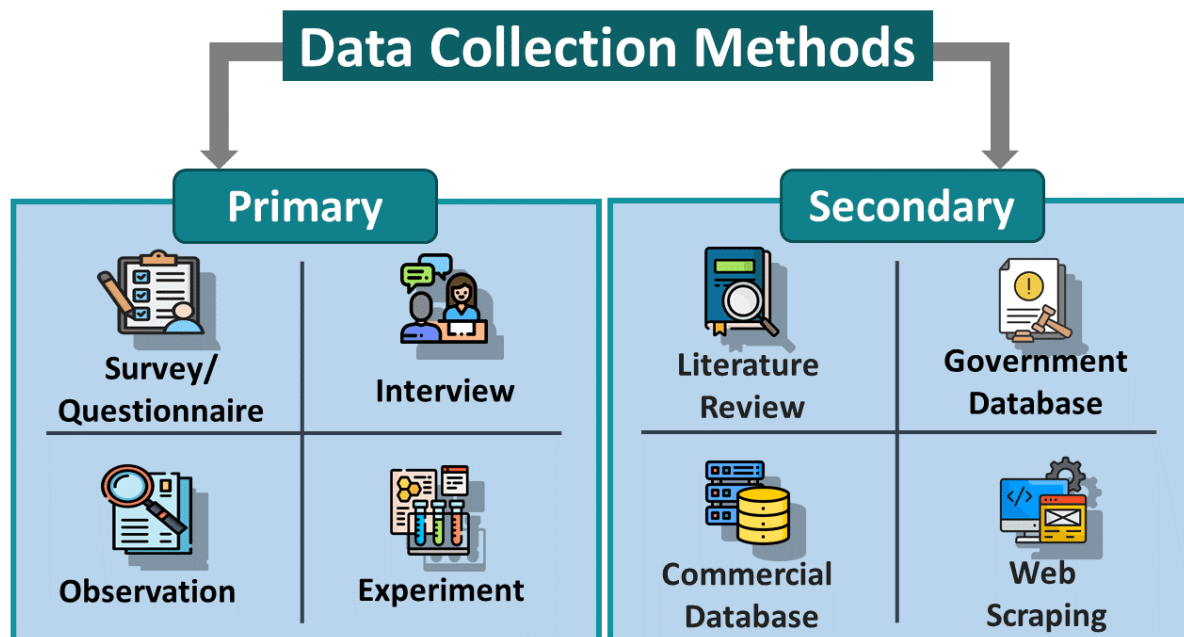 Data Collection Methods
Primary
Survey/
Questionnaire
Interview
Observation
Experiment
Secondary
Literature
Review
Government
Database
Commercial
Database
Web
Scraping